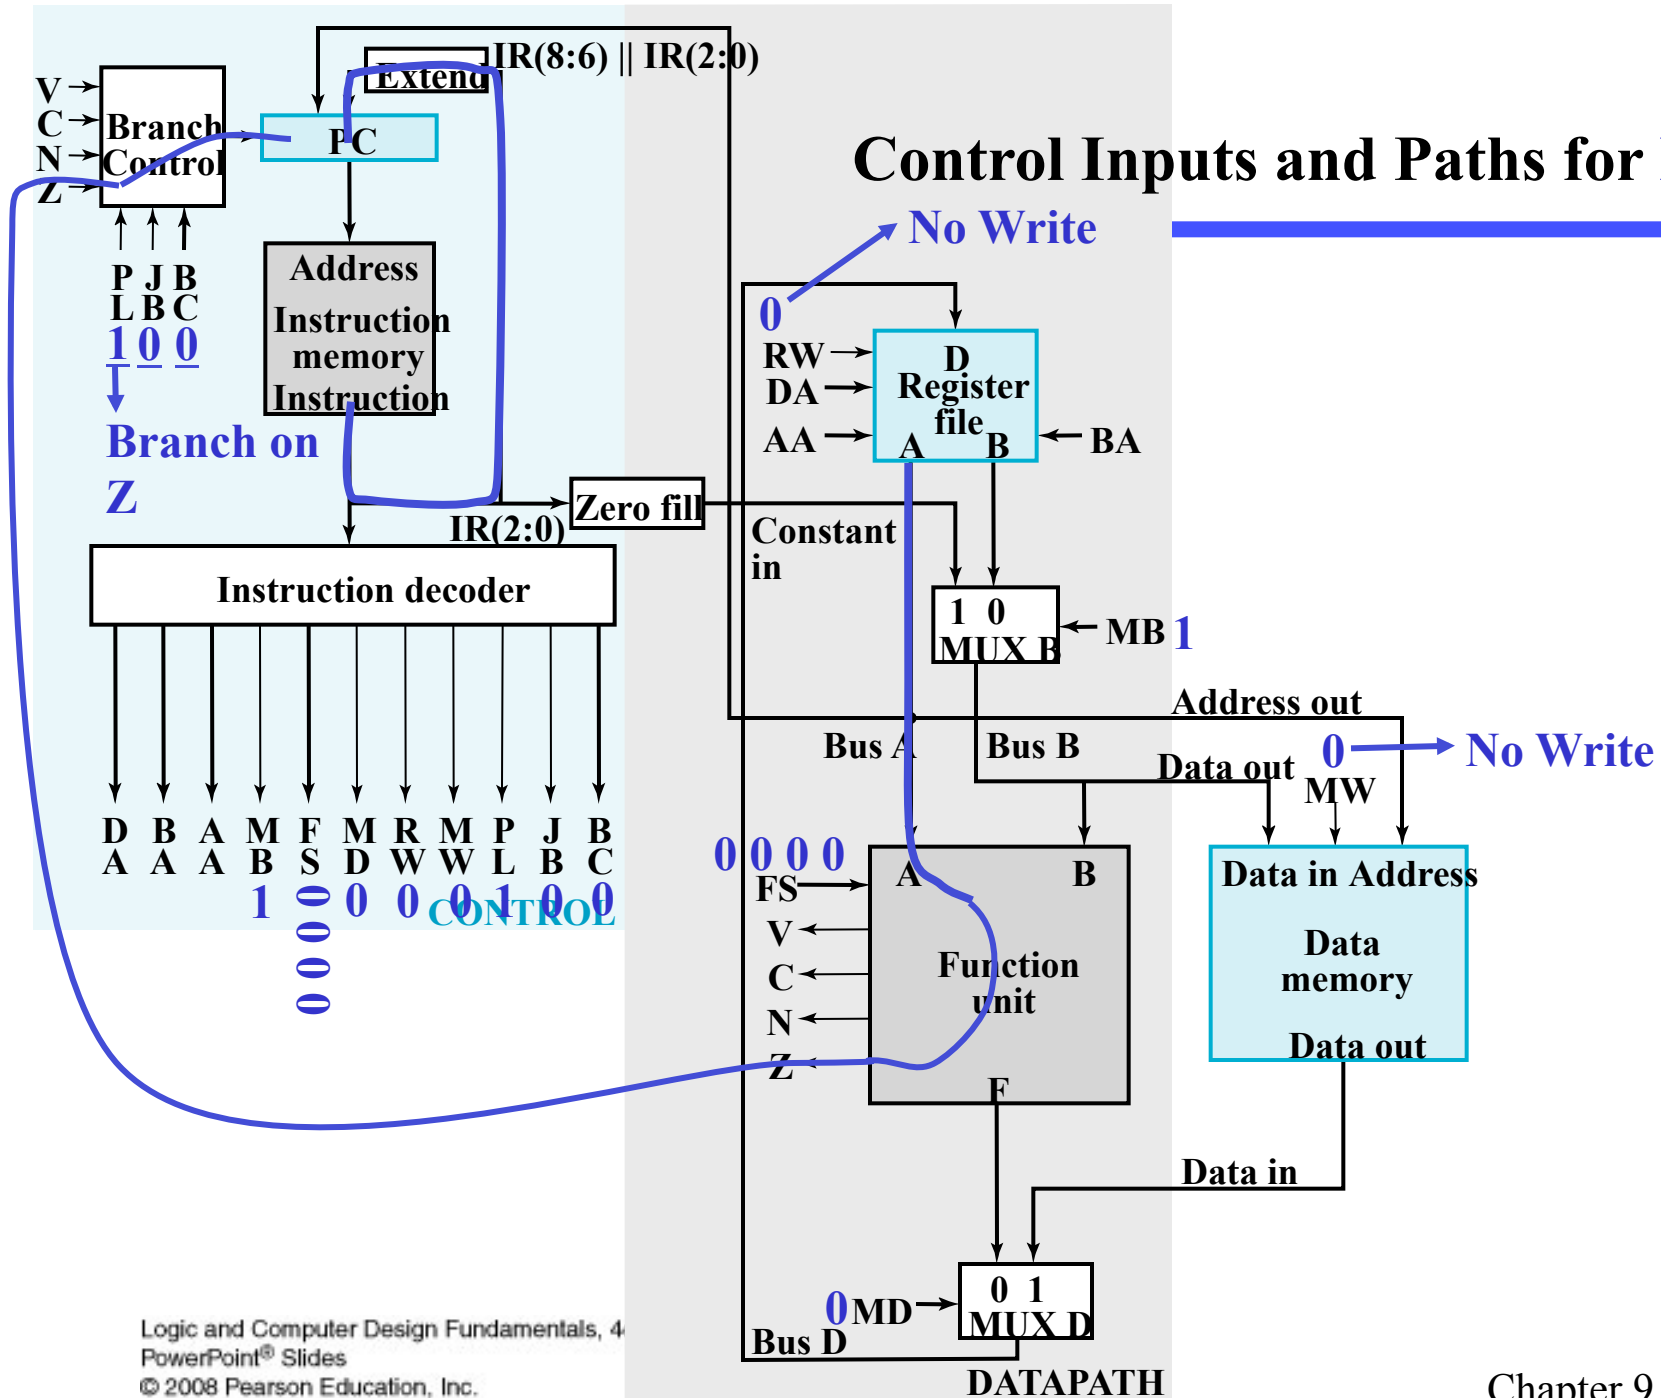 IR(8:6) || IR(2:0)
Extend
V
C
N
Z
Branch
Control
PC
Control Inputs and Paths for
No Write
P J B
L B C
1 0 0
Branch on
Z
Address
Instruction
memory
Instruction
0
RW
DA
AA
D
Register
file
A B
BA
IR(2:0)
Zero fill
Constant
in
Instruction decoder
1 0
MUX B
MB 1
Address out
Bus A
Bus B
Data out
0
No Write
MW
D B A M F M R M P J B
A A A B S D W W L B C
1 0 0 0 0 1 0 0
0
0
0
CONTROL
0 0 0 0
FS
V
C
N
Z
A B
Function
unit
F
Data in Address
Data
memory
Data out
Data in
0 1
MUX D
0 MD
Bus D
DATAPATH
Logic and Computer Design Fundamentals, 4
PowerPoint® Slides
© 2008 Pearson Education, Inc.
Chapter 9